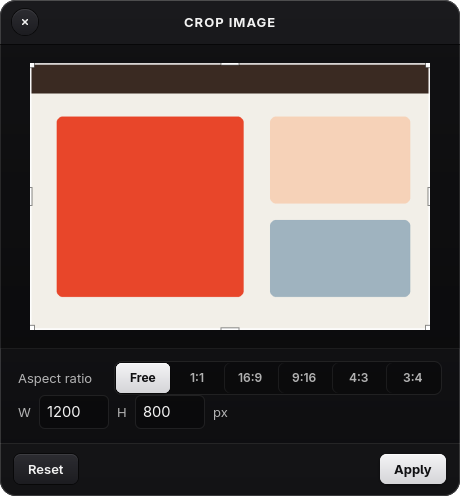 ×
CROP IMAGE
Aspect ratio Free 1:1 16:9 9:16 4:3 3:4
W 1200 H 800 px
Reset Apply